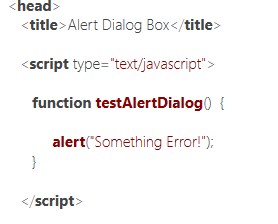 <head>
<title>Alert Dialog Box</title>
<script type="text/javascript">
function testAlertDialog() {
alert("Something Error!");
}
</script>